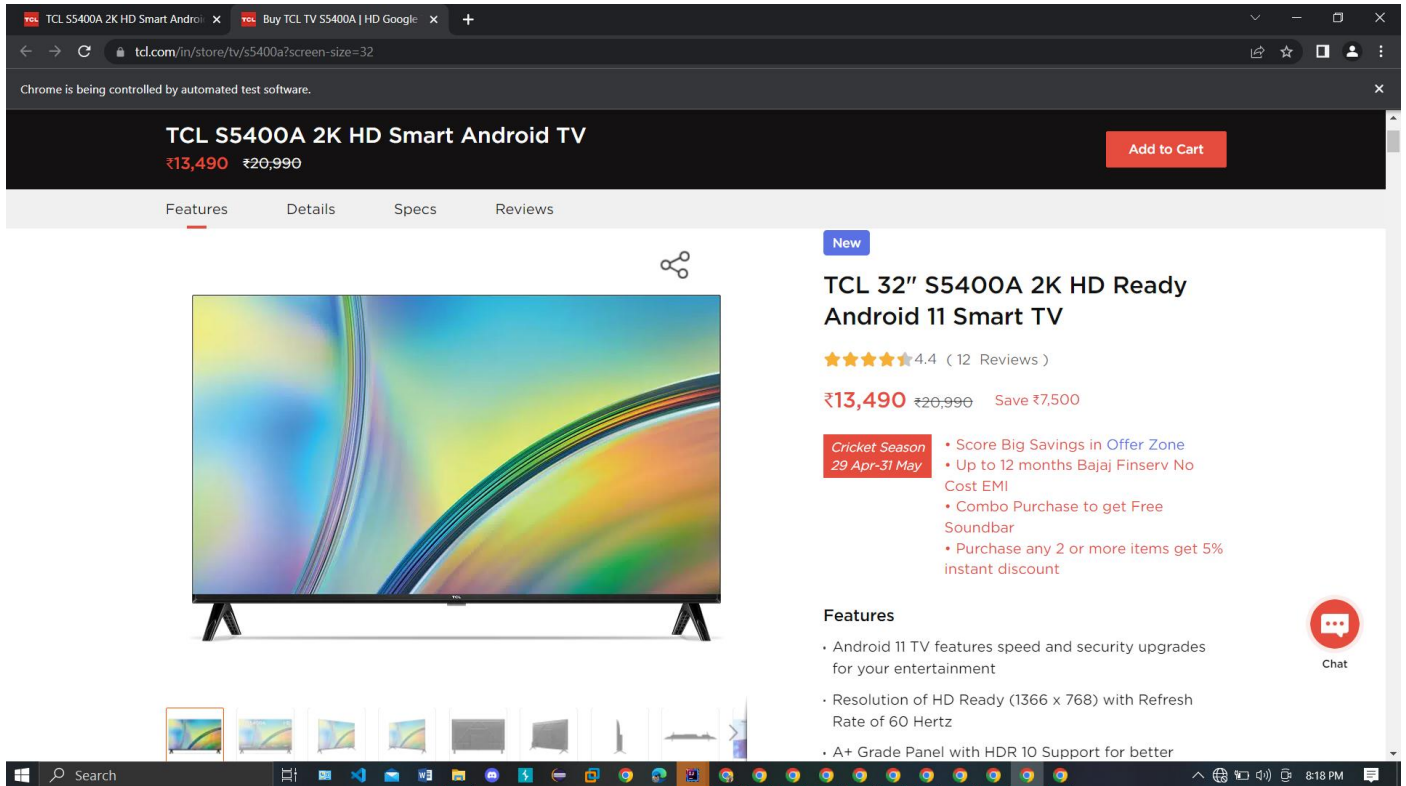 TCL S5400A 2K HD Smart Androi
TCL Buy TCL TV S5400A | HD Google
tcl.com/in/store/tv/s5400a?screen-size=32
Chrome is being controlled by automated test software.
TCL S5400A 2K HD Smart Android TV
₹13,490 ₹20,990
Add to Cart
Features Details Specs Reviews
New
TCL 32" S5400A 2K HD Ready
Android 11 Smart TV
4.4 ( 12 Reviews )
₹13,490 ₹20,990 Save ₹7,500
Cricket Season
29 Apr-31 May
• Score Big Savings in Offer Zone
• Up to 12 months Bajaj Finserv No
Cost EMI
• Combo Purchase to get Free
Soundbar
• Purchase any 2 or more items get 5%
instant discount
Features
· Android 11 TV features speed and security upgrades
for your entertainment
· Resolution of HD Ready (1366 x 768) with Refresh
Rate of 60 Hertz
· A+ Grade Panel with HDR 10 Support for better
TCL
Chat
Search
8:18 PM